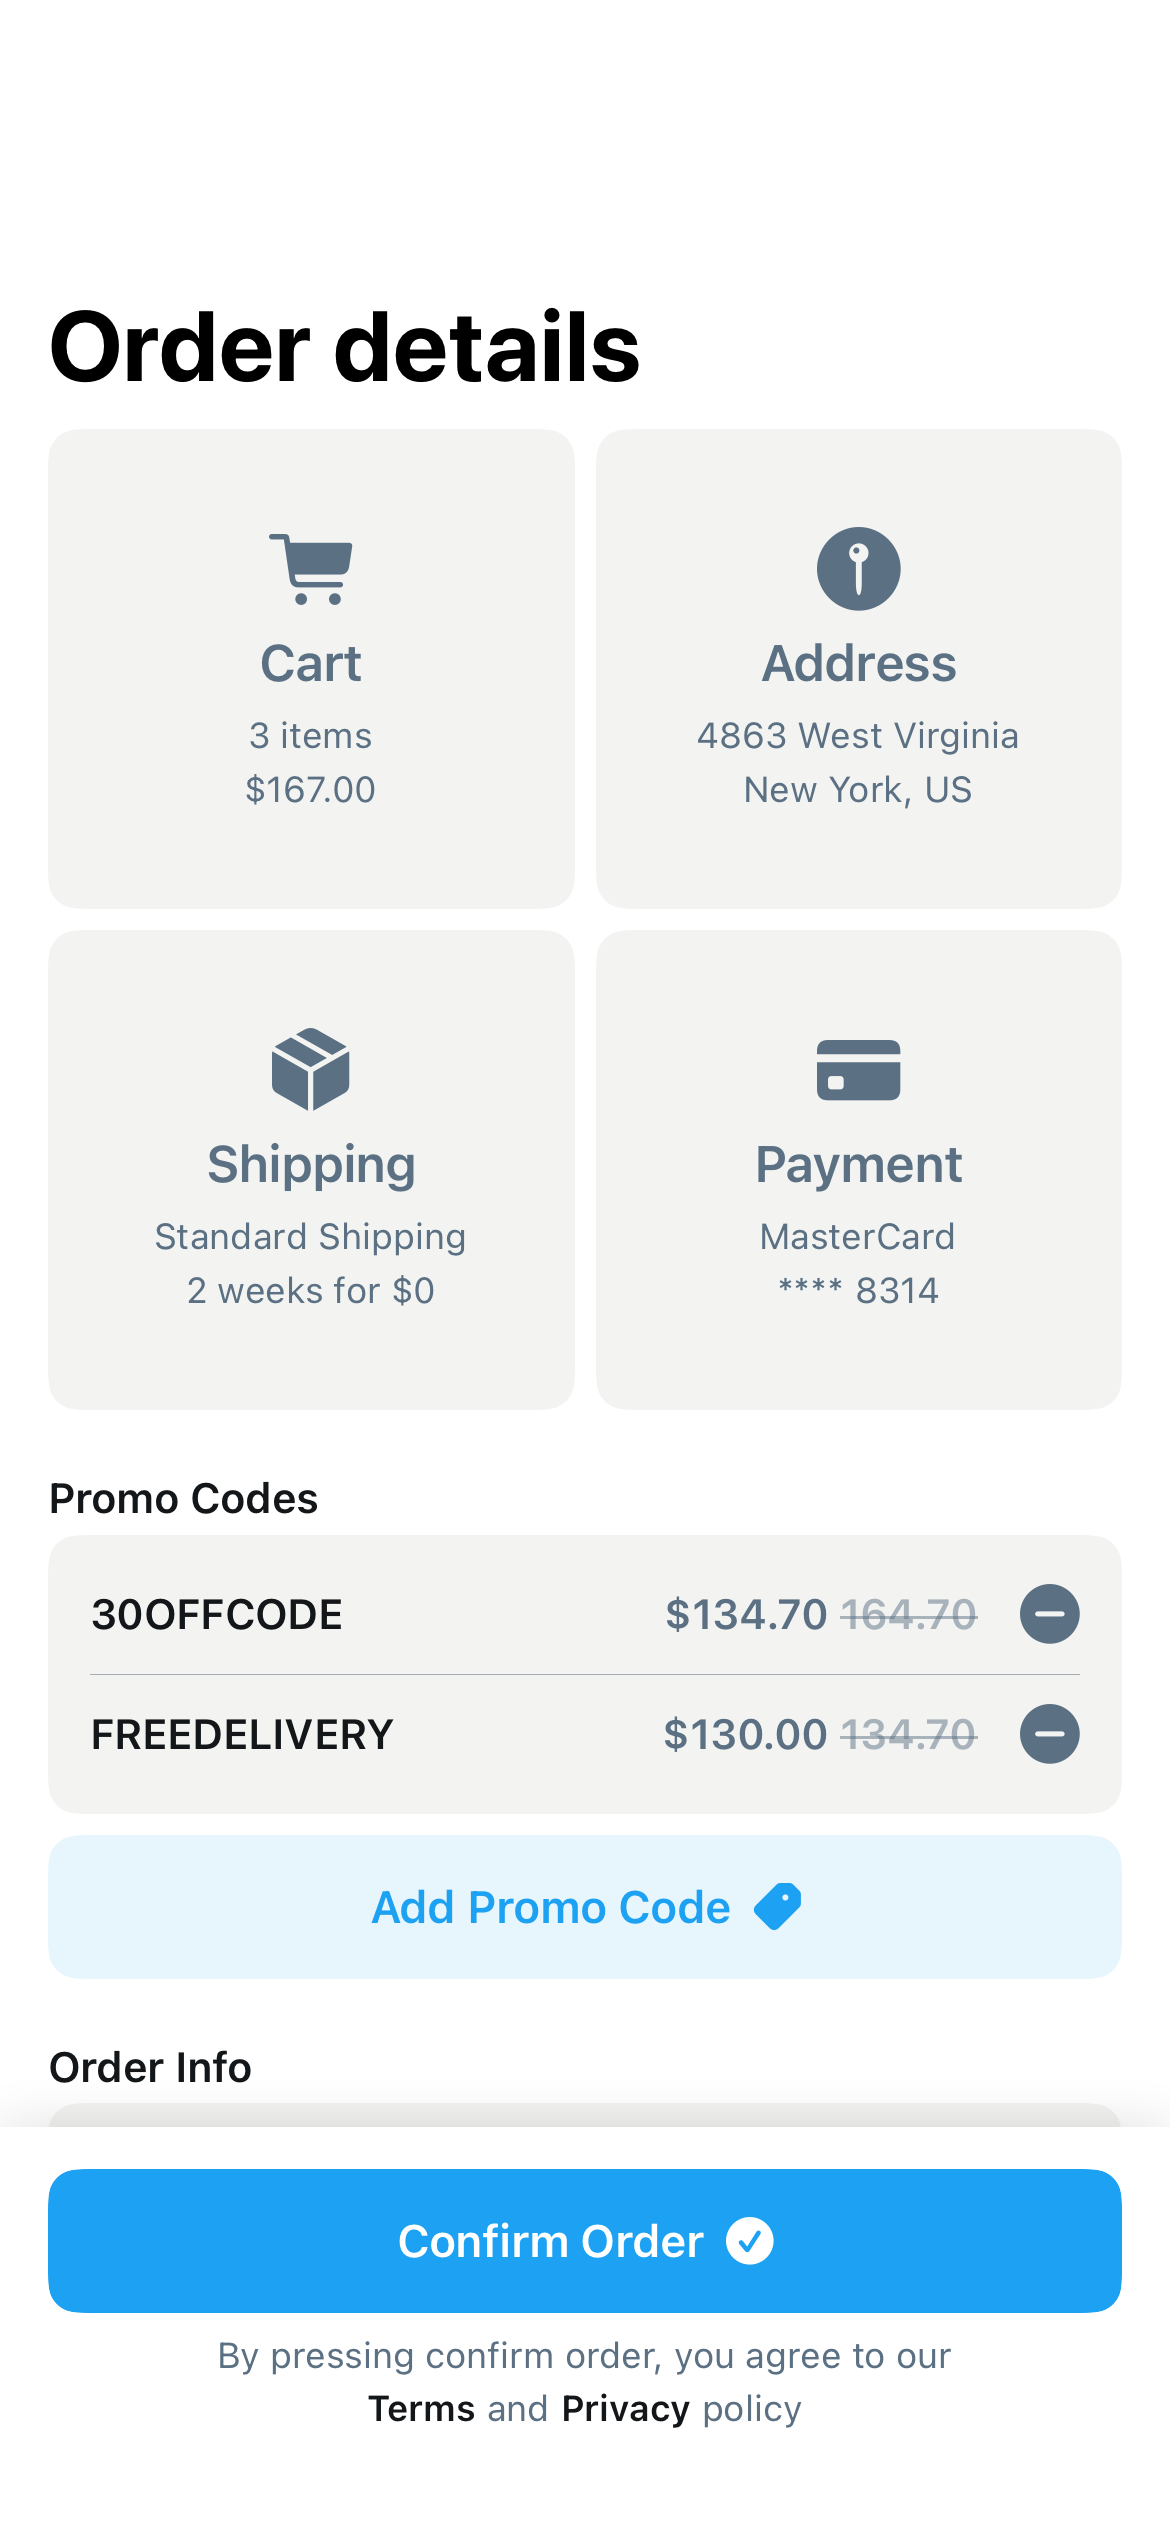 Order details
Cart
3 items
$167.00
Address
4863 West Virginia
New York, US
Shipping
Standard Shipping
2 weeks for $0
Payment
MasterCard
**** 8314
Promo Codes
30OFFCODE $134.70 164.70
FREEDELIVERY $130.00 134.70
Add Promo Code
Order Info
Confirm Order
By pressing confirm order, you agree to our
Terms and Privacy policy